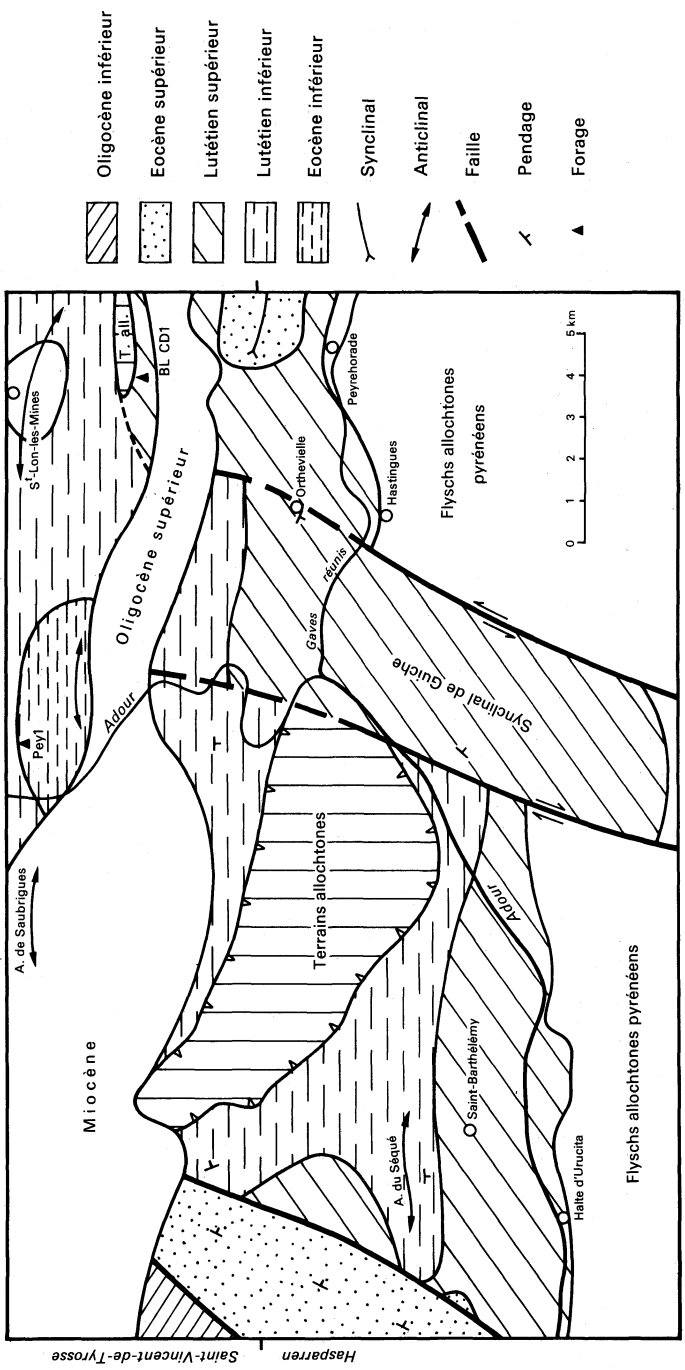 Oligocène inférieur
Eocène supérieur
Lutétien supérieur
Lutétien inférieur
Eocène inférieur
Synclinal
Anticlinal
Faille
Pendage
Forage
St-Lon-les-Mines
T. all.
BL CD1
Oligocène supérieur
Peyrehorade
Orthevielle
Hastingues
Flyschs allochtones
pyrénéens
0 1 2 3 4 5 km
Gaves
réunis
Adour
Pey1
Synclinal de Guiche
A. de Saubrigues
Terrains allochtones
Adour
Miocène
Saint-Barthélémy
A. du Séqué
Flyschs allochtones pyrénéens
Halte d'Urucita
Saint-Vincent-de-Tyrosse
Hasparren